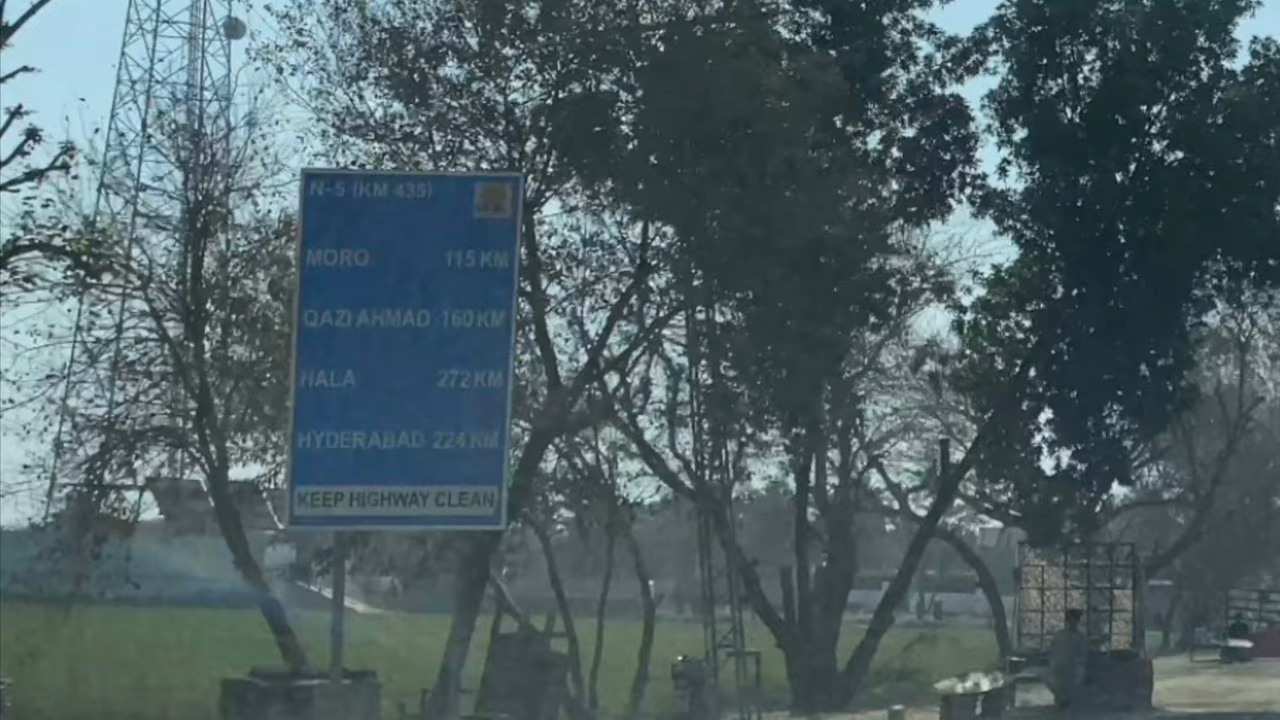 N-5 (KM 435)
MORO 115 KM
QAZI AHMAD 160 KM
HALA 272 KM
HYDERABAD 224 KM
KEEP HIGHWAY CLEAN